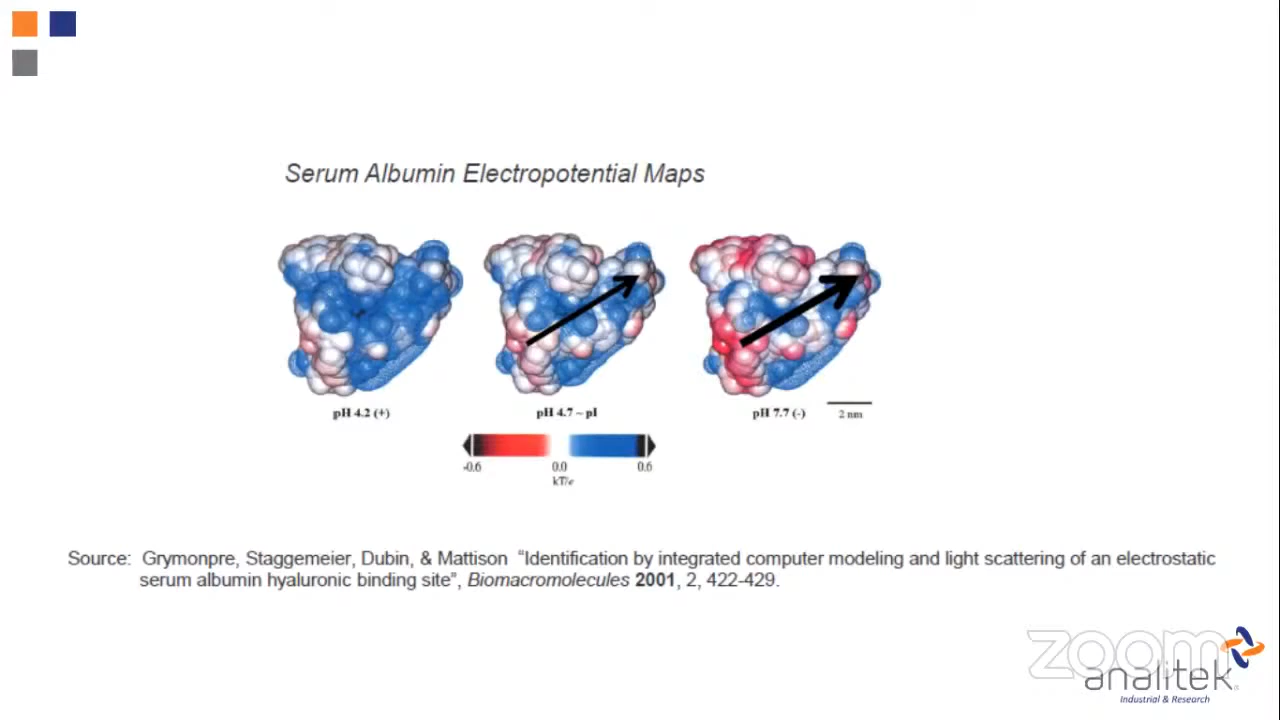 Serum Albumin Electropotential Maps
pH 4.2 (+)
pH 4.7 ~ pI
pH 7.7 (-)
2 nm
-0.6
0.0
0.6
kT/e
Source: Grymonpre, Staggemeier, Dubin, & Mattison “Identification by integrated computer modeling and light scattering of an electrostatic
serum albumin hyaluronic binding site”, Biomacromolecules 2001, 2, 422-429.
zoom
analitek
Industrial & Research